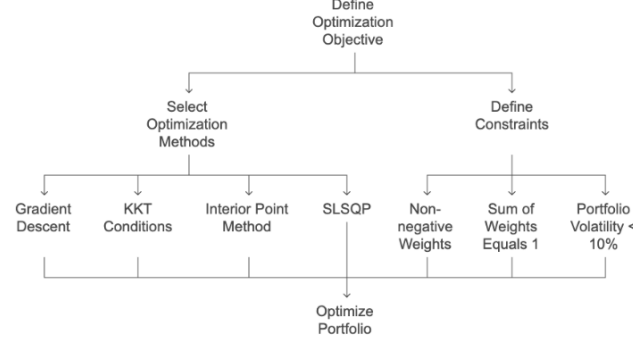 Define
Optimization
Objective
Select
Optimization
Methods
Define
Constraints
Gradient
Descent
KKT
Conditions
Interior Point
Method
SLSQP
Non-
negative
Weights
Sum of
Weights
Equals 1
Portfolio
Volatility <
10%
Optimize
Portfolio